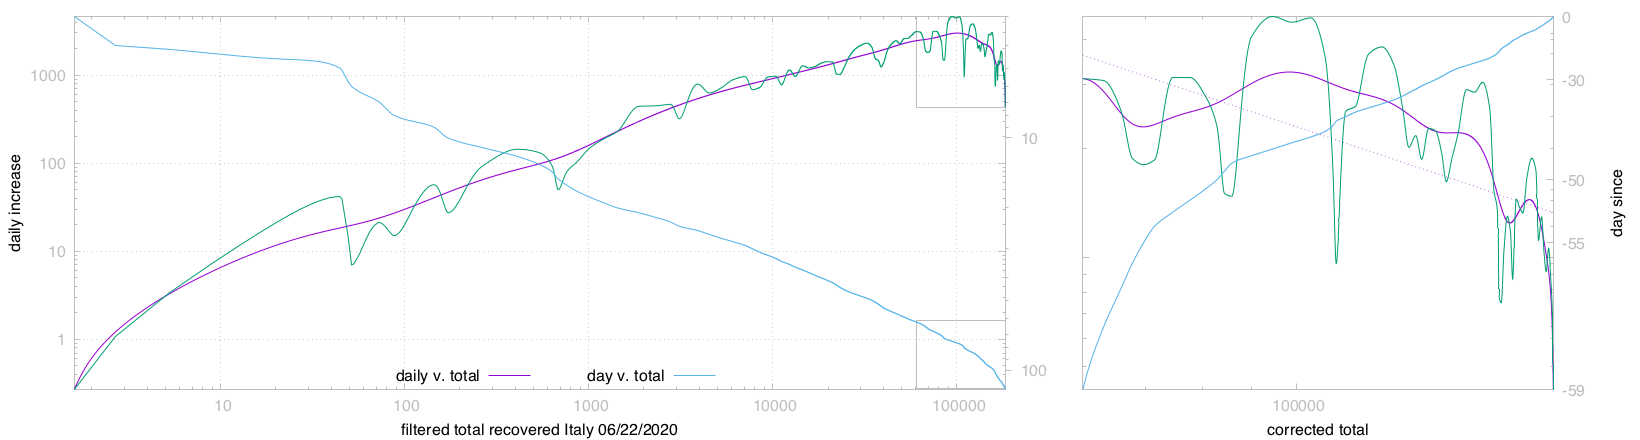 1000
100
10
1
daily increase
10
100
daily v. total
day v. total
10
100
1000
10000
100000
filtered total recovered Italy 06/22/2020
0
-30
-50
-55
-59
day since
100000
corrected total